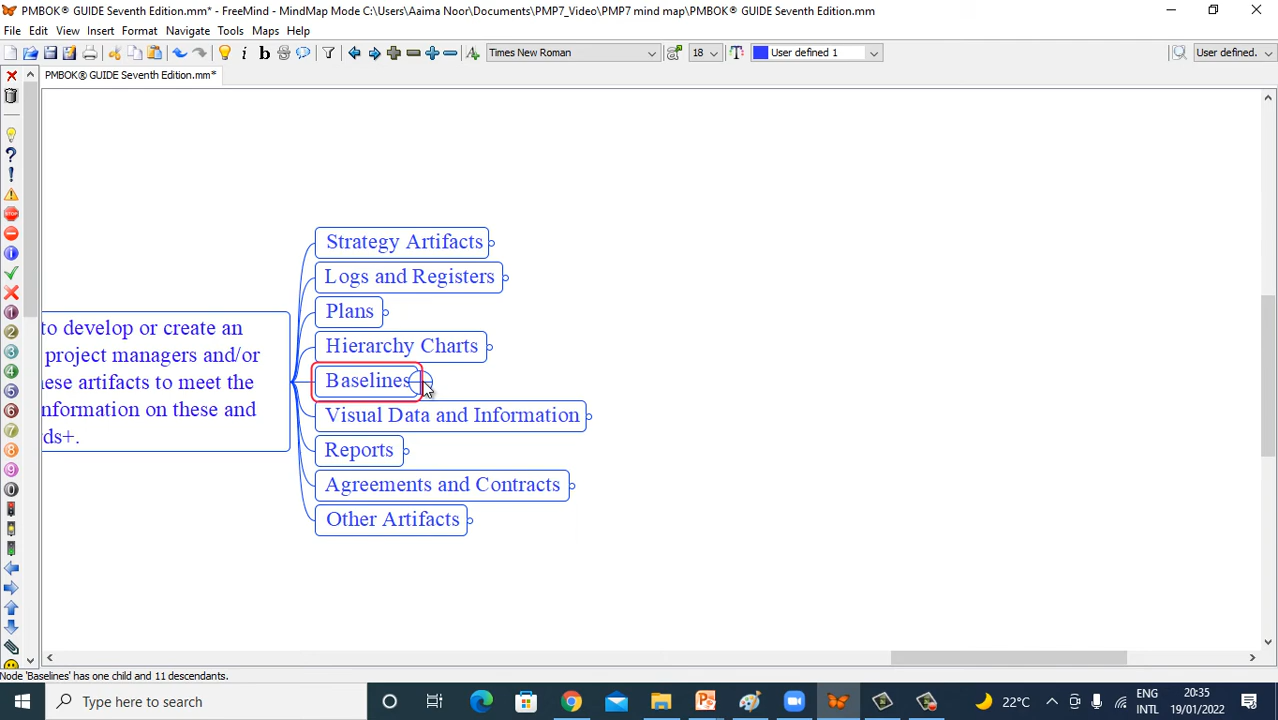 PMBOK® GUIDE Seventh Edition.mm* - FreeMind - MindMap Mode C:\Users\Aaima Noor\Documents\PMP7_Video\PMP7 mind map\PMBOK® GUIDE Seventh Edition.mm
File Edit View Insert Format Navigate Tools Maps Help
Times New Roman 18 User defined 1 User defined.
PMBOK® GUIDE Seventh Edition.mm*
Strategy Artifacts
Logs and Registers
Plans
to develop or create an
Hierarchy Charts
project managers and/or
Baselines
ese artifacts to meet the
Visual Data and Information
nformation on these and
rds+.
Reports
Agreements and Contracts
Other Artifacts
Node 'Baselines' has one child and 11 descendants.
Type here to search
22°C
ENG
INTL
20:35
19/01/2022